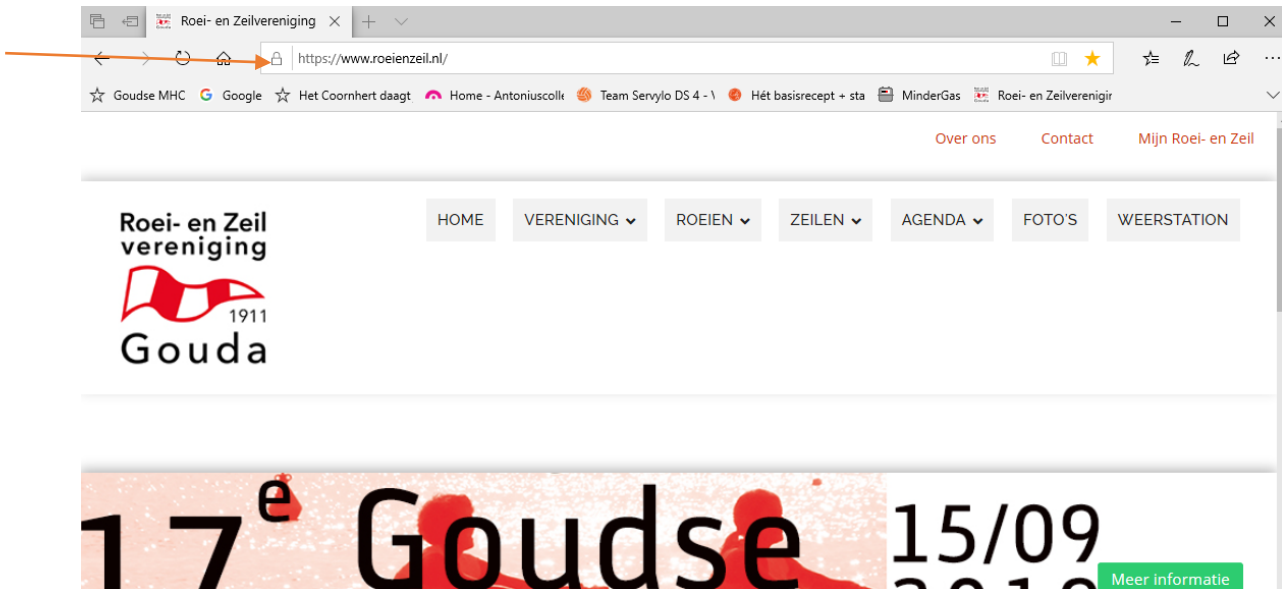 Roei- en Zeilvereniging
https://www.roeienzeil.nl/
Goudse MHC Google Het Coornhert daagt Home - Antoniuscolle Team Servylo DS 4 - \ Hét basisrecept + sta MinderGas Roei- en Zeilverenigir
Over ons Contact Mijn Roei- en Zeil
HOME VERENIGING ROEIEN ZEILEN AGENDA FOTO'S WEERSTATION
Roei- en Zeil
vereniging
1911
Gouda
17e Goudse 15/09
Meer informatie